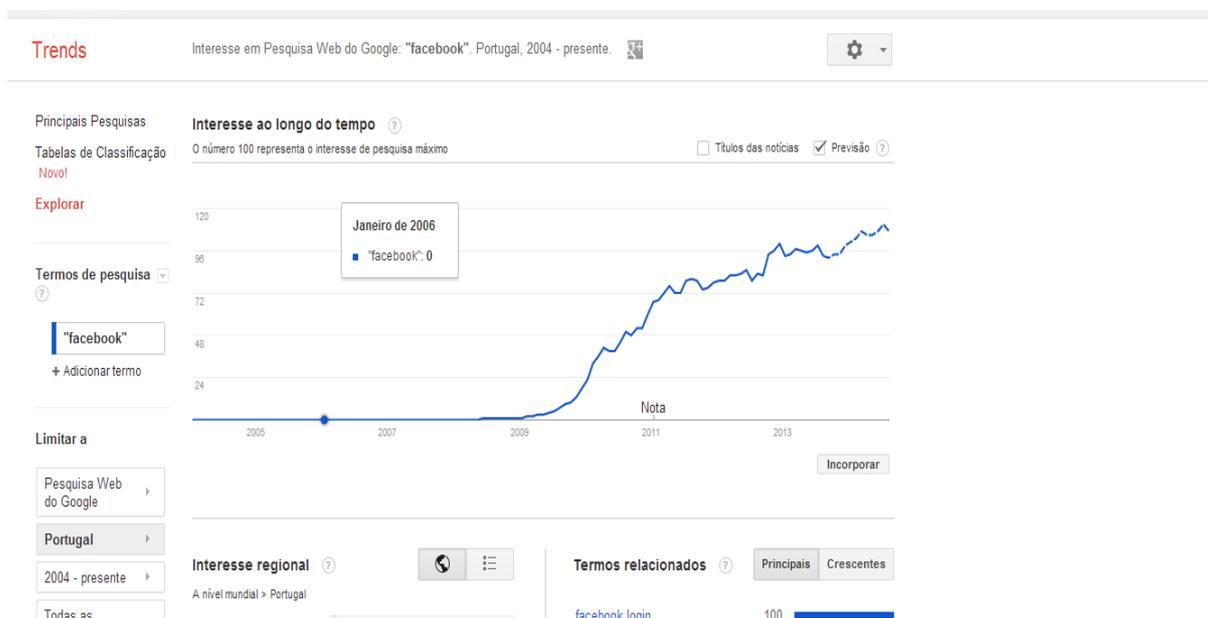 Trends
Interesse em Pesquisa Web do Google: "facebook". Portugal, 2004 - presente.
Principais Pesquisas
Tabelas de Classificação
Novo!
Explorar
Termos de pesquisa
?
"facebook"
+ Adicionar termo
Limitar a
Pesquisa Web
do Google
Portugal
2004 - presente
Todas as
Interesse ao longo do tempo ?
O número 100 representa o interesse de pesquisa máximo
Títulos das notícias Previsão ?
Janeiro de 2006
"facebook": 0
120
96
72
48
24
Nota
2005 2007 2009 2011 2013
Incorporar
Interesse regional ?
A nível mundial > Portugal
Termos relacionados ?
Principais Crescentes
facebook login 100